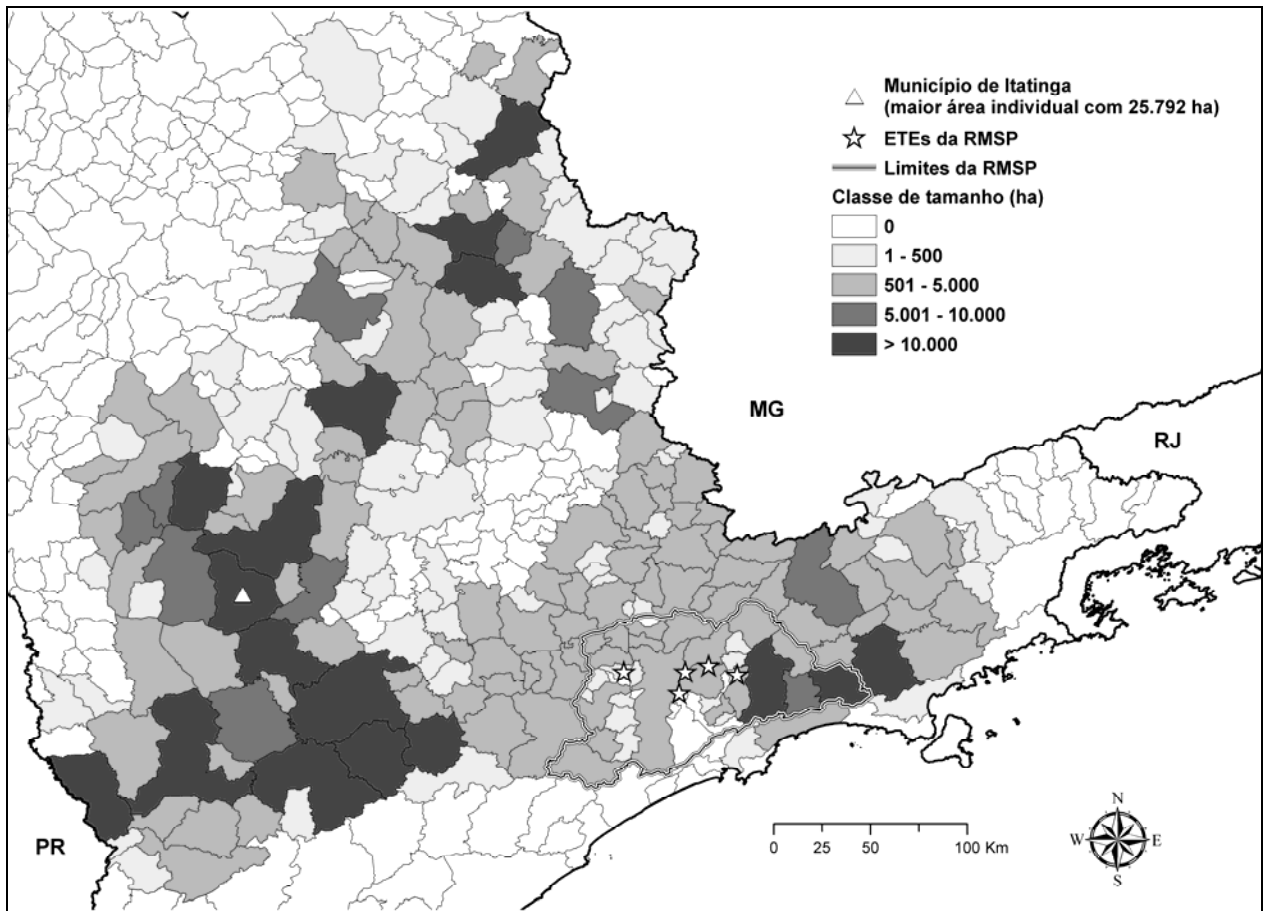 Município de Itatinga
(maior área individual com 25.792 ha)
ETEs da RMSP
Limites da RMSP
Classe de tamanho (ha)
0
1 - 500
501 - 5.000
5.001 - 10.000
> 10.000
MG
RJ
PR
0 25 50 100 Km
N
W E
S